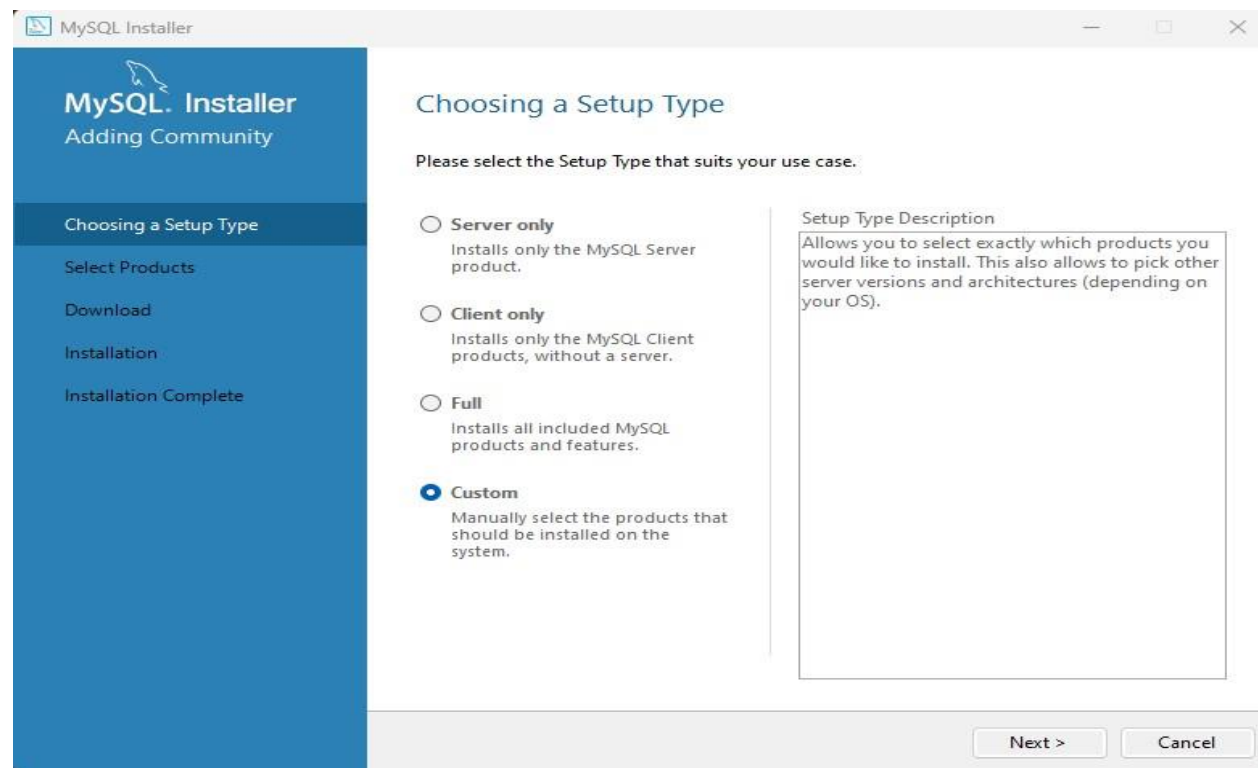 MySQL Installer
MySQL. Installer
Adding Community
Choosing a Setup Type
Select Products
Download
Installation
Installation Complete
Choosing a Setup Type
Please select the Setup Type that suits your use case.
Server only
Installs only the MySQL Server
product.
Client only
Installs only the MySQL Client
products, without a server.
Full
Installs all included MySQL
products and features.
Custom
Manually select the products that
should be installed on the
system.
Setup Type Description
Allows you to select exactly which products you
would like to install. This also allows to pick other
server versions and architectures (depending on
your OS).
Next >
Cancel